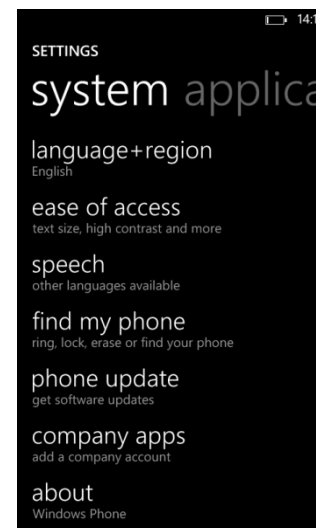 14:1
SETTINGS
system applica
language+region
English
ease of access
text size, high contrast and more
speech
other languages available
find my phone
ring, lock, erase or find your phone
phone update
get software updates
company apps
add a company account
about
Windows Phone